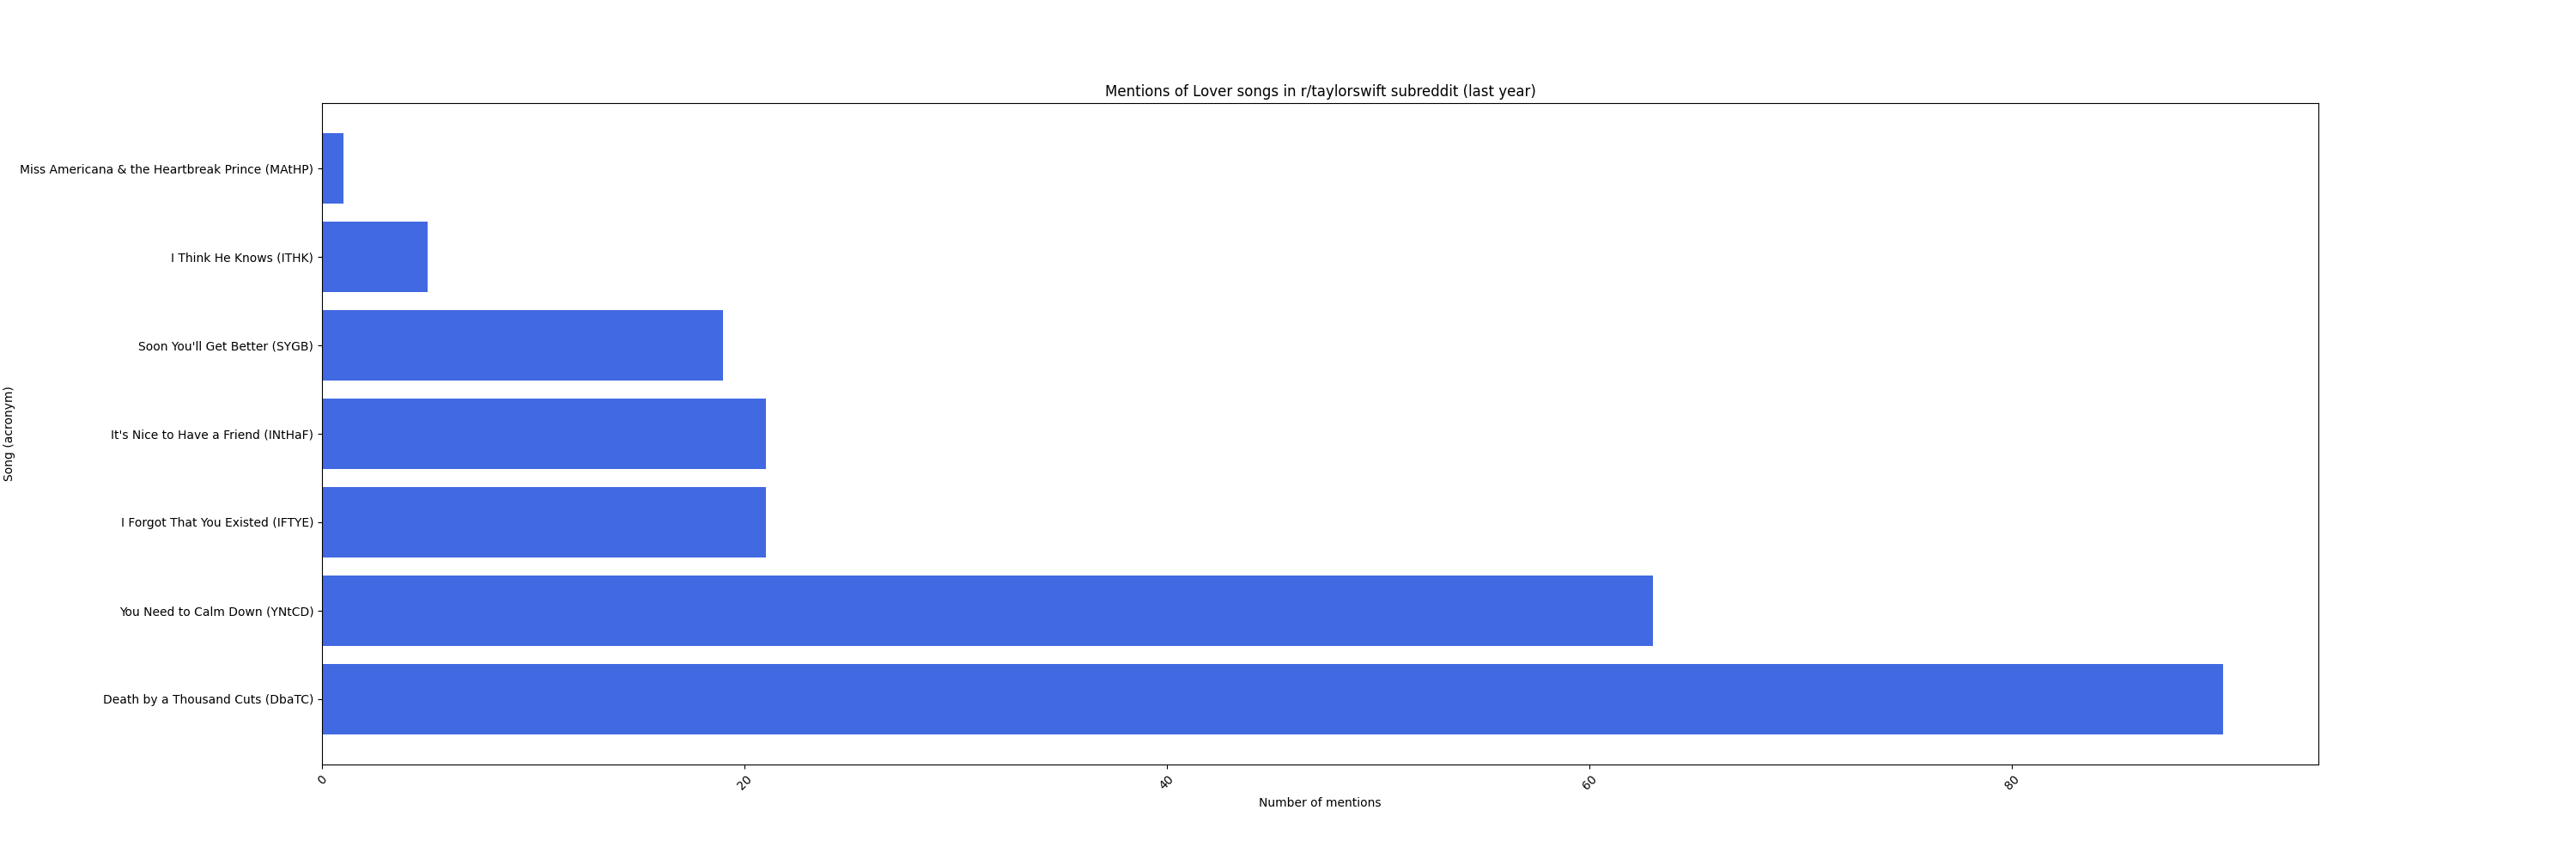 Mentions of Lover songs in r/taylorswift subreddit (last year)
Song (acronym)
Miss Americana & the Heartbreak Prince (MAtHP)
I Think He Knows (ITHK)
Soon You'll Get Better (SYGB)
It's Nice to Have a Friend (INtHaF)
I Forgot That You Existed (IFTYE)
You Need to Calm Down (YNtCD)
Death by a Thousand Cuts (DbaTC)
0 20 40 60 80
Number of mentions